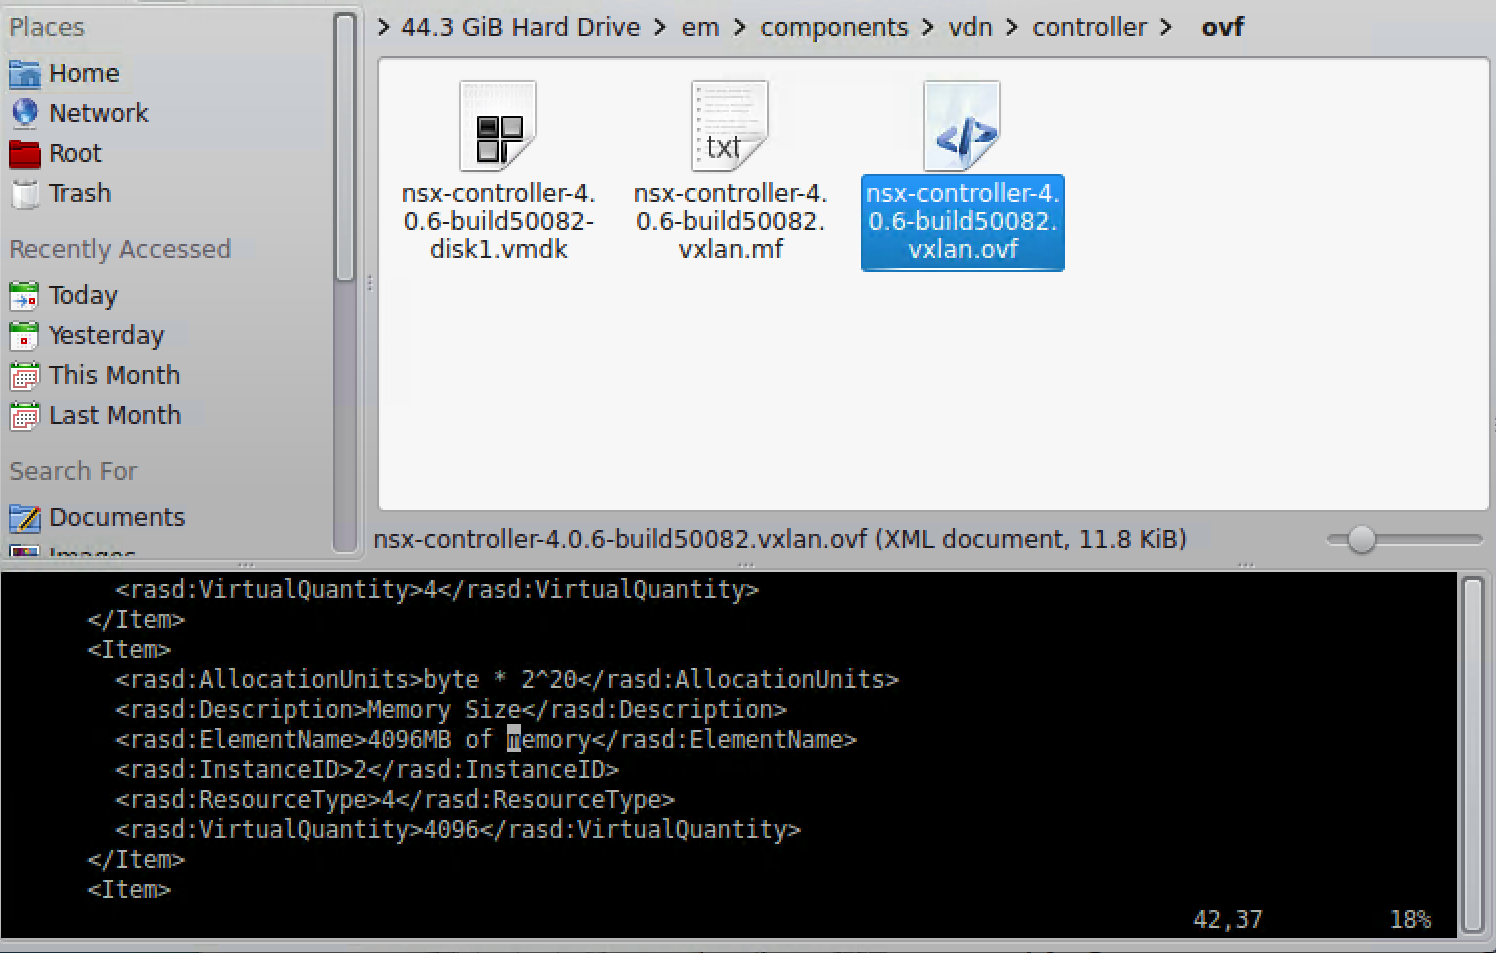 Places
Home
Network
Root
Trash
Recently Accessed
Today
Yesterday
This Month
Last Month
Search For
Documents
Images
> 44.3 GiB Hard Drive > em > components > vdn > controller > ovf
nsx-controller-4.
0.6-build50082-
disk1.vmdk
txt
nsx-controller-4.
0.6-build50082.
vxlan.mf
</>
nsx-controller-4.
0.6-build50082.
vxlan.ovf
nsx-controller-4.0.6-build50082.vxlan.ovf (XML document, 11.8 KiB)
<rasd:VirtualQuantity>4</rasd:VirtualQuantity>
</Item>
<Item>
<rasd:AllocationUnits>byte * 2^20</rasd:AllocationUnits>
<rasd:Description>Memory Size</rasd:Description>
<rasd:ElementName>4096MB of memory</rasd:ElementName>
<rasd:InstanceID>2</rasd:InstanceID>
<rasd:ResourceType>4</rasd:ResourceType>
<rasd:VirtualQuantity>4096</rasd:VirtualQuantity>
</Item>
<Item>
42,37 18%